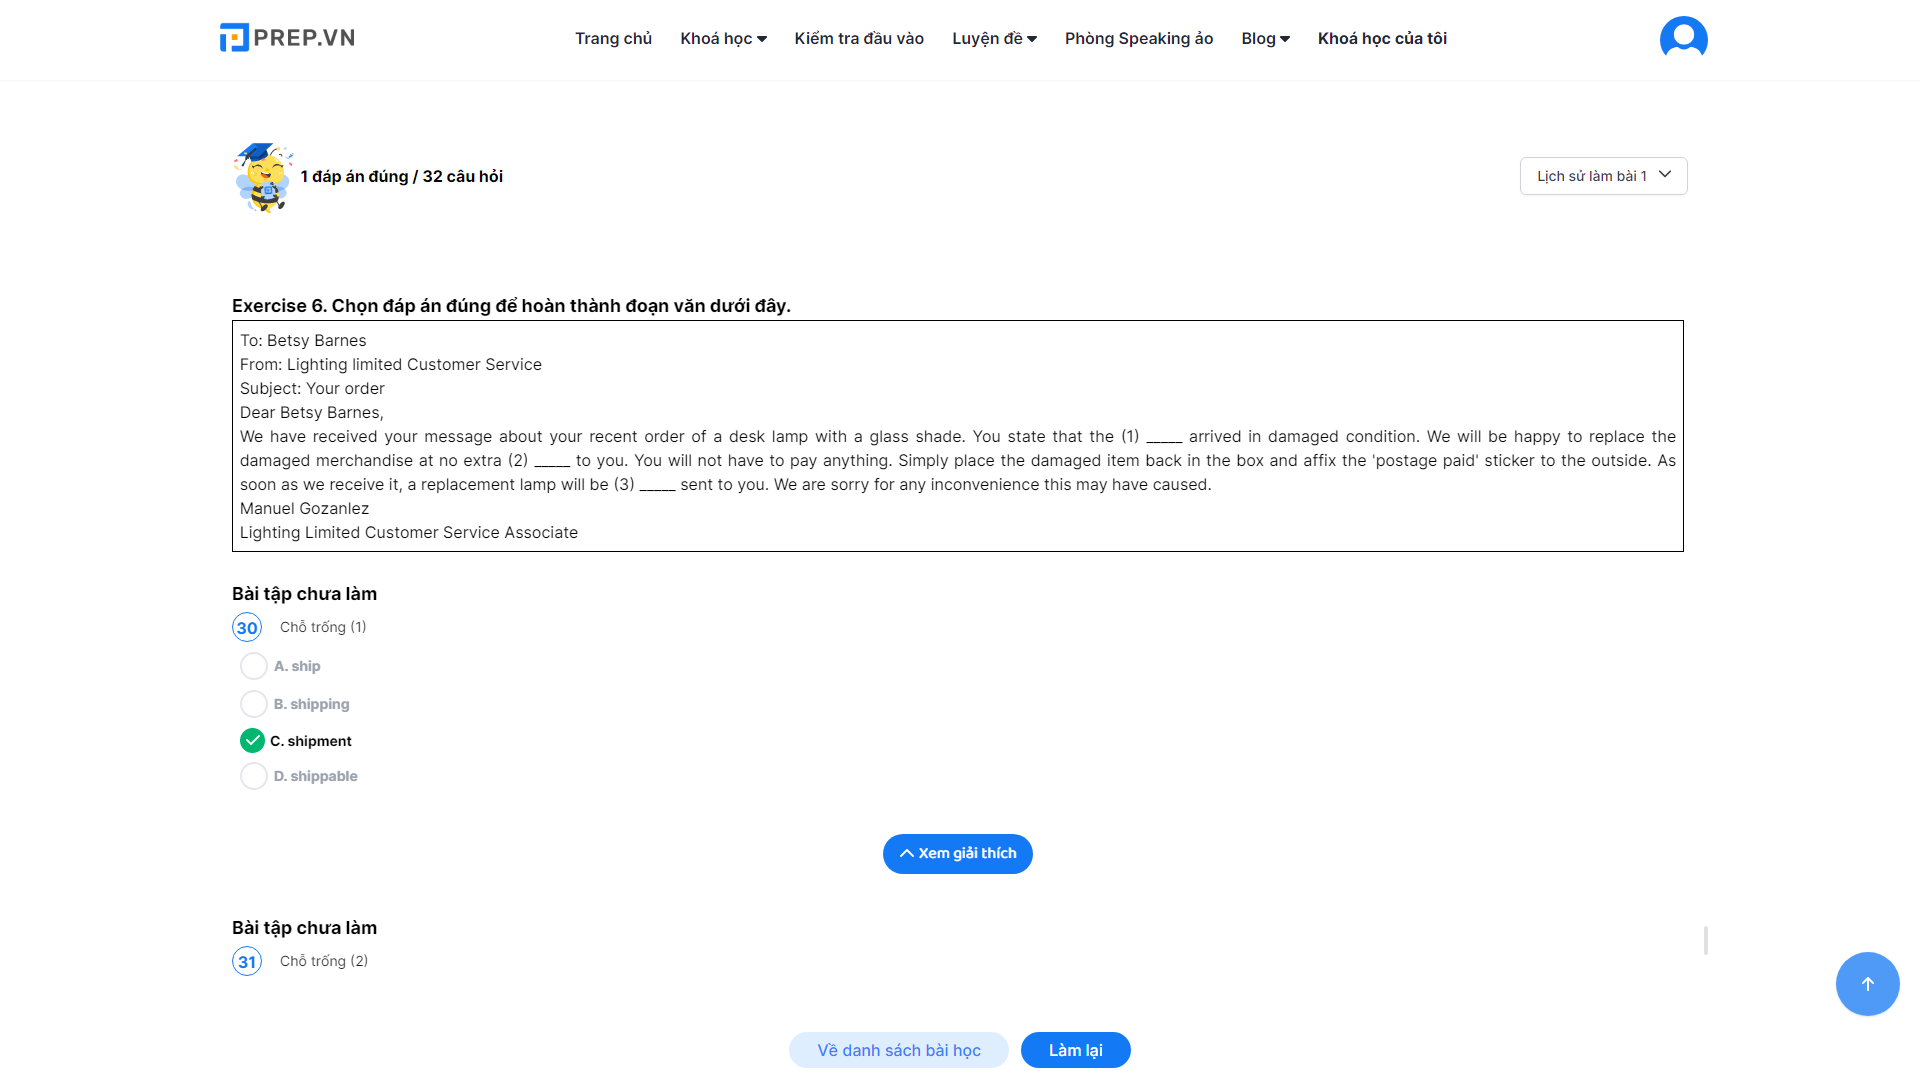 PREP.VN
Trang chủ
Khoá học
Kiểm tra đầu vào
Luyện đề
Phòng Speaking ảo
Blog
Khoá học của tôi
1 đáp án đúng / 32 câu hỏi
Lịch sử làm bài 1
Exercise 6. Chọn đáp án đúng để hoàn thành đoạn văn dưới đây.
To: Betsy Barnes
From: Lighting limited Customer Service
Subject: Your order
Dear Betsy Barnes,
We have received your message about your recent order of a desk lamp with a glass shade. You state that the (1) _____ arrived in damaged condition. We will be happy to replace the
damaged merchandise at no extra (2) _____ to you. You will not have to pay anything. Simply place the damaged item back in the box and affix the 'postage paid' sticker to the outside. As
soon as we receive it, a replacement lamp will be (3) _____ sent to you. We are sorry for any inconvenience this may have caused.
Manuel Gozanlez
Lighting Limited Customer Service Associate
Bài tập chưa làm
30 Chỗ trống (1)
A. ship
B. shipping
C. shipment
D. shippable
Xem giải thích
Bài tập chưa làm
31 Chỗ trống (2)
Về danh sách bài học
Làm lại